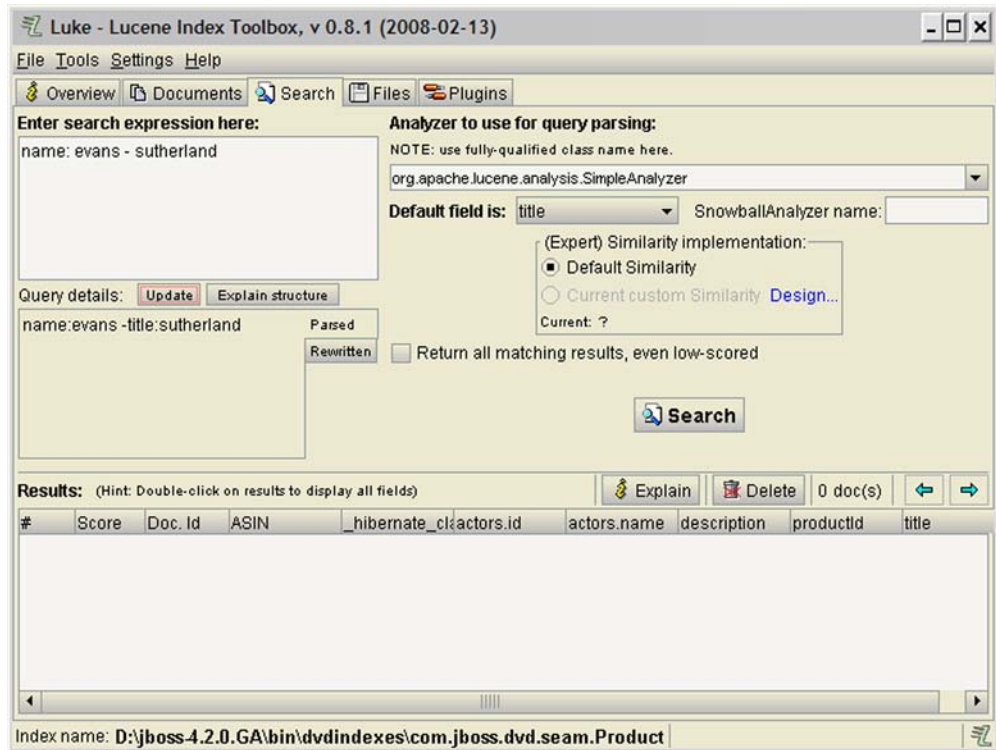 Luke - Lucene Index Toolbox, v 0.8.1 (2008-02-13)
File Tools Settings Help
Overview Documents Search Files Plugins
Enter search expression here:
name: evans - sutherland
Analyzer to use for query parsing:
NOTE: use fully-qualified class name here.
org.apache.lucene.analysis.SimpleAnalyzer
Default field is: title SnowballAnalyzer name:
(Expert) Similarity implementation:
Default Similarity
Current custom Similarity Design...
Current: ?
Query details: Update Explain structure
name:evans -title:sutherland
Parsed
Rewritten
Return all matching results, even low-scored
Search
Results: (Hint: Double-click on results to display all fields) Explain Delete 0 doc(s)
# Score Doc. Id ASIN _hibernate_cla actors.id actors.name description productId title
Index name: D:\jboss-4.2.0.GA\bin\dvdindexes\com.jboss.dvd.seam.Product